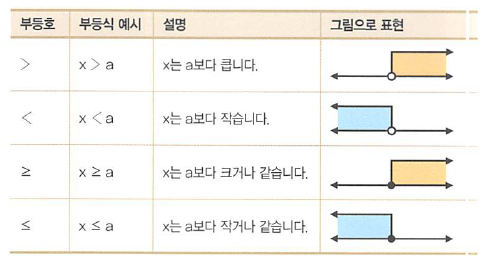 부등호 부등식 예시 설명 그림으로 표현
> x > a x는 a보다 큽니다.
< x < a x는 a보다 작습니다.
≥ x ≥ a x는 a보다 크거나 같습니다.
≤ x ≤ a x는 a보다 작거나 같습니다.